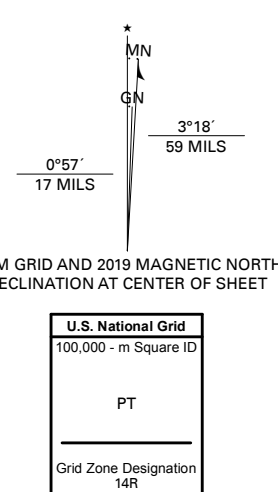 ★
MN
GN
3°18´
59 MILS
0°57´
17 MILS
M GRID AND 2019 MAGNETIC NORTH
ECLINATION AT CENTER OF SHEET
U.S. National Grid
100,000 - m Square ID
PT
Grid Zone Designation
14R